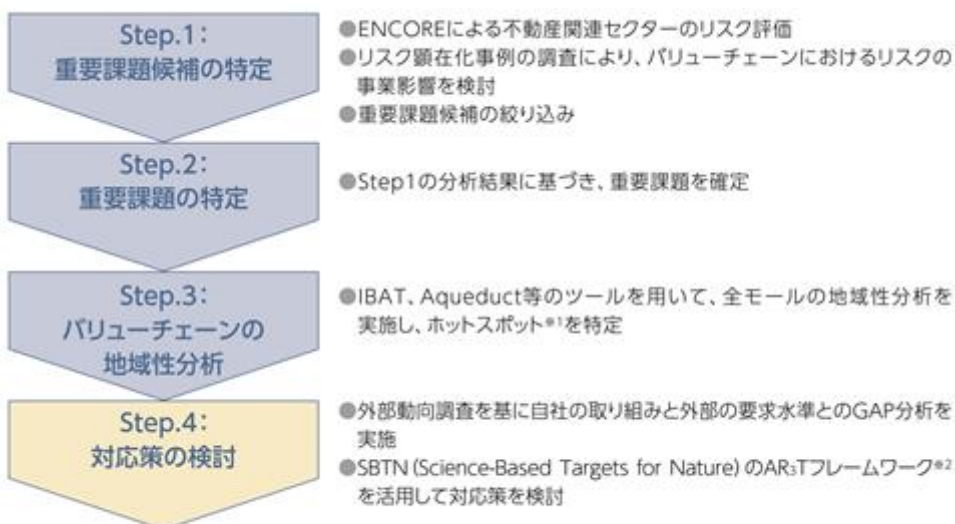 Step.1：
重要課題候補の特定
●ENCOREによる不動産関連セクターのリスク評価
●リスク顕在化事例の調査により、バリューチェーンにおけるリスクの
事業影響を検討
●重要課題候補の絞り込み
Step.2：
重要課題の特定
●Step1の分析結果に基づき、重要課題を確定
Step.3：
バリューチェーンの
地域性分析
●IBAT、Aqueduct等のツールを用いて、全モールの地域性分析を
実施し、ホットスポット※1を特定
Step.4：
対応策の検討
●外部動向調査を基に自社の取り組みと外部の要求水準とのGAP分析を
実施
●SBTN（Science-Based Targets for Nature）のAR₃Tフレームワーク※2
を活用して対応策を検討